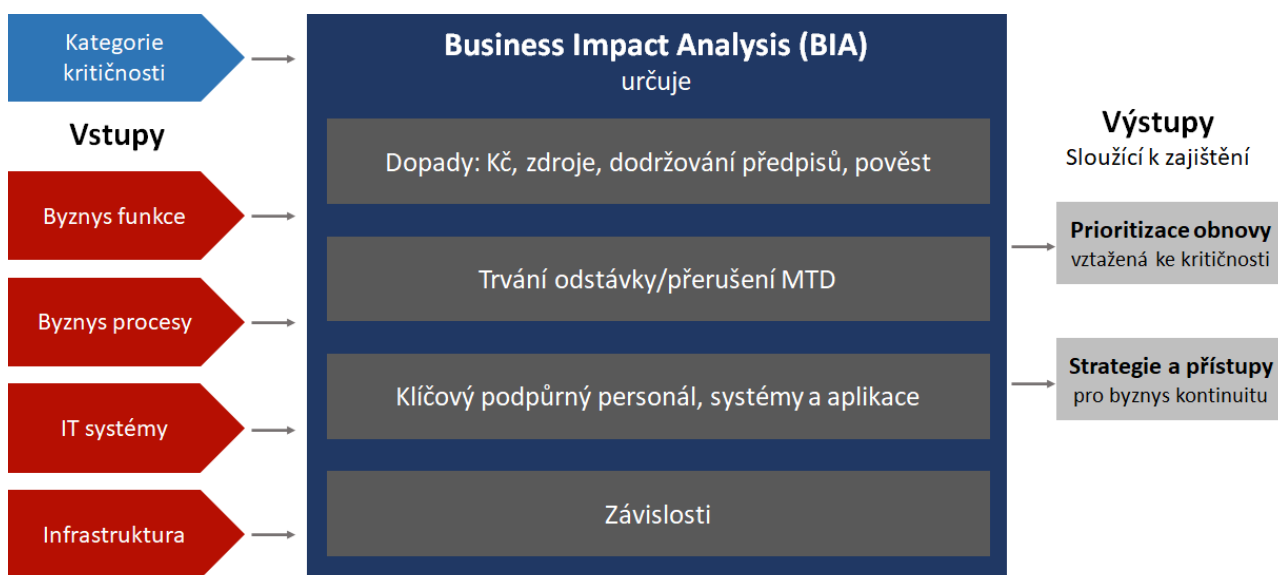 Kategorie
kritičnosti
Vstupy
Byznys funkce
Byznys procesy
IT systémy
Infrastruktura
Business Impact Analysis (BIA)
určuje
Dopady: Kč, zdroje, dodržování předpisů, pověst
Trvání odstávky/přerušení MTD
Klíčový podpůrný personál, systémy a aplikace
Závislosti
Výstupy
Sloužící k zajištění
Prioritizace obnovy
vztažená ke kritičnosti
Strategie a přístupy
pro byznys kontinuitu